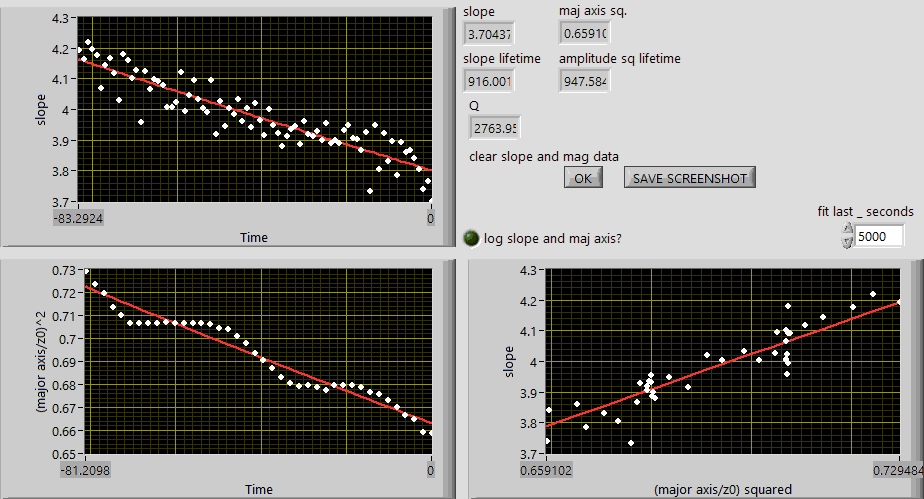 4.3
4.2
4.1
4
3.9
3.8
3.7
slope
-83.2924
0
Time
slope
maj axis sq.
3.70437
slope lifetime
amplitude sq lifetime
916.001
947.584
Q
2763.95
clear slope and mag data
OK
SAVE SCREENSHOT
fit last _ seconds
log slope and maj axis?
5000
0.73
0.72
0.71
0.7
0.69
0.68
0.67
0.66
0.65
(major axis/z0)^2
-81.2098
0
Time
4.3
4.2
4.1
4
3.9
3.8
3.7
slope
0.659102
0.729484
(major axis/z0) squared